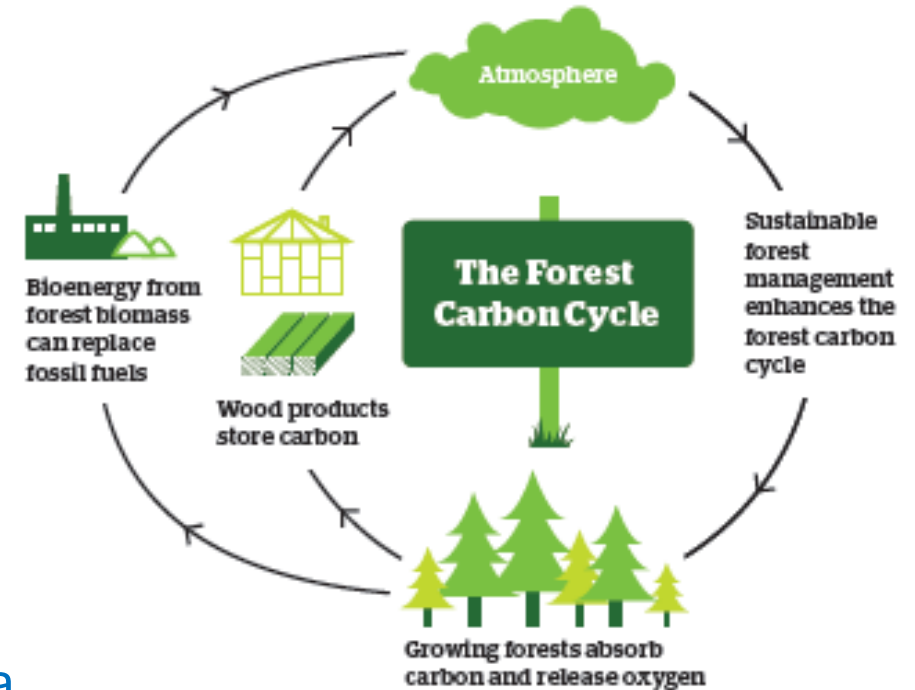 Atmosphere
The Forest
Carbon Cycle
Sustainable
forest
management
enhances the
forest carbon
cycle
Bioenergy from
forest biomass
can replace
fossil fuels
Wood products
store carbon
Growing forests absorb
carbon and release oxygen
a